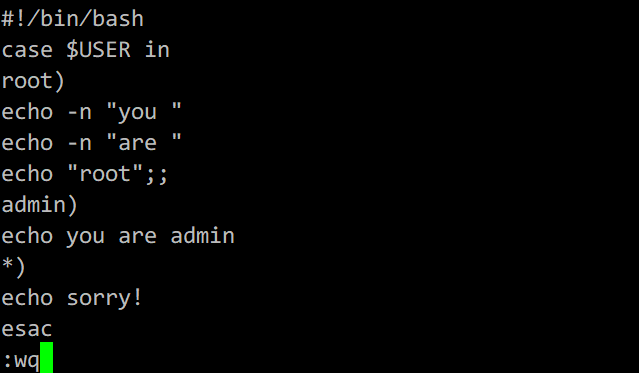 #!/bin/bash
case $USER in
root)
echo -n "you "
echo -n "are "
echo "root";;
admin)
echo you are admin
*)
echo sorry!
esac
:wq